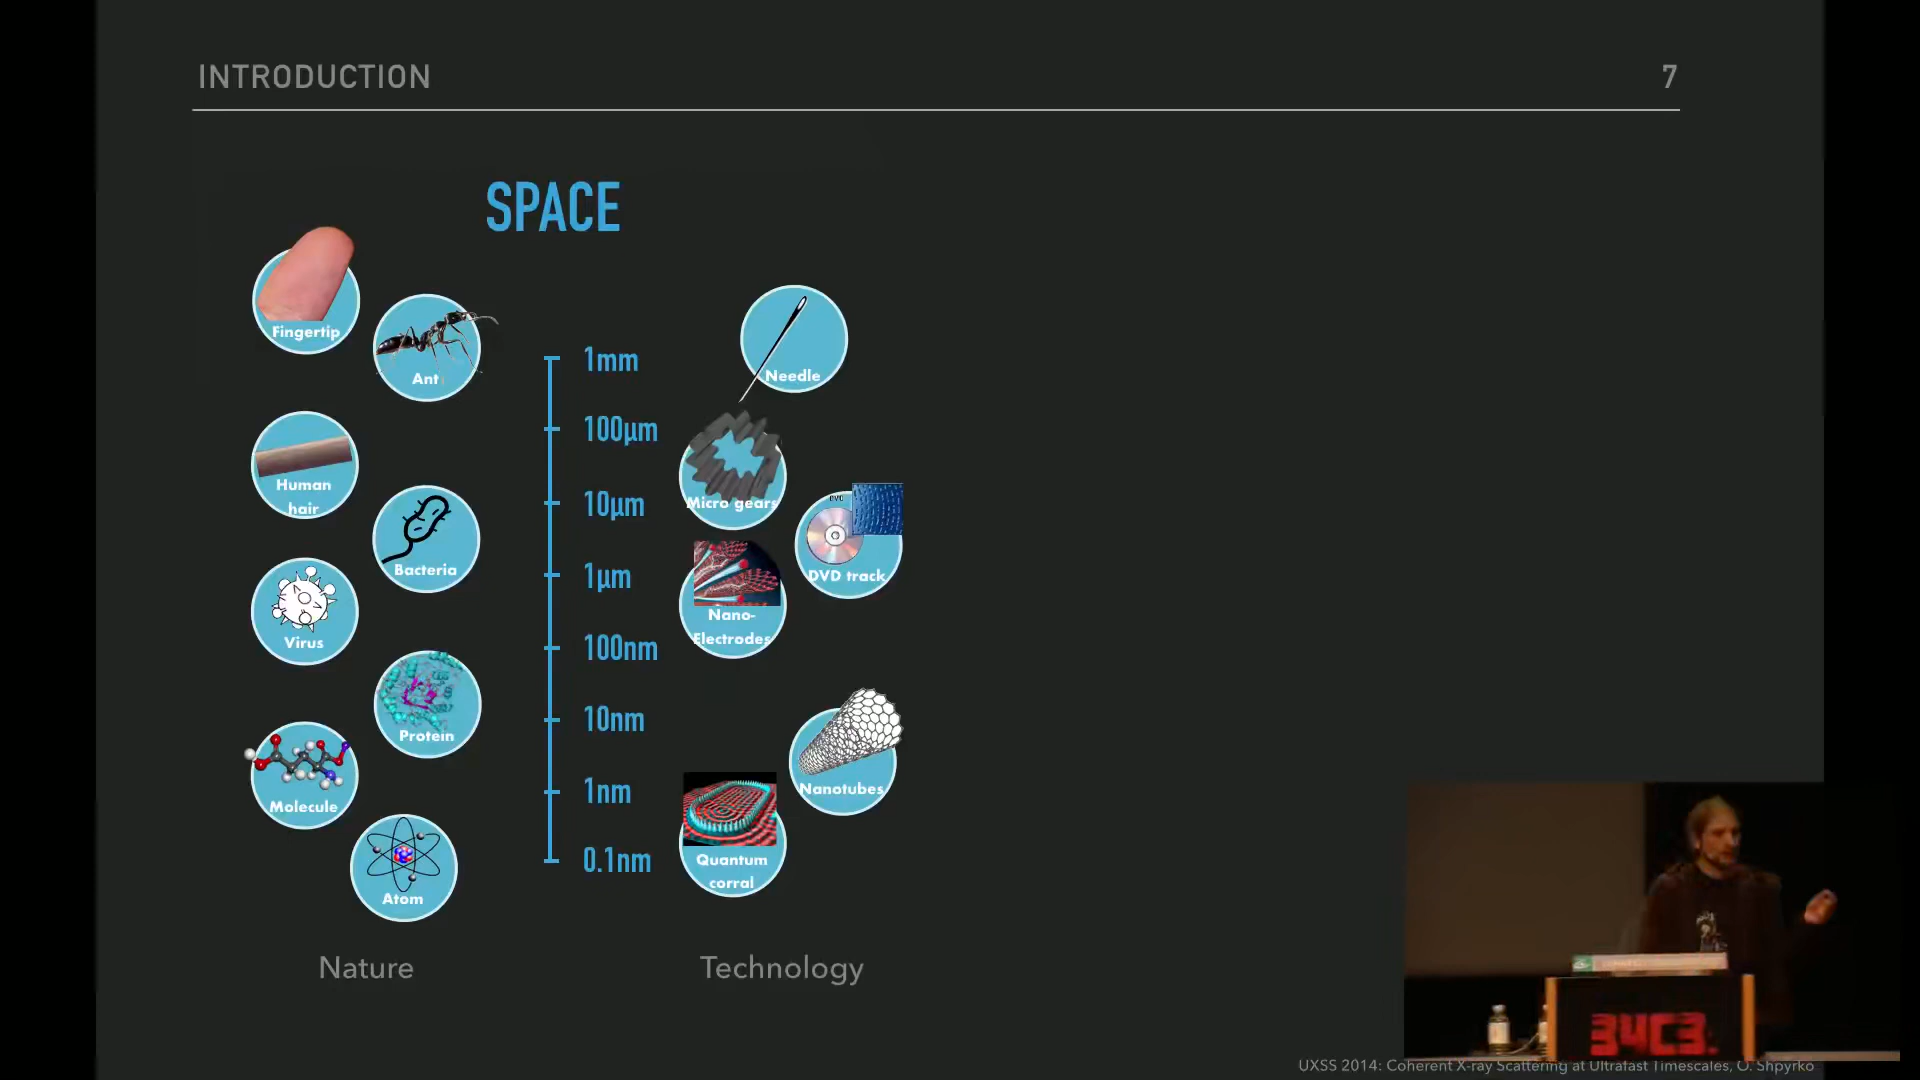 INTRODUCTION
7
SPACE
Fingertip
Ant
Needle
1mm
100µm
Human
hair
Micro gears
10µm
DVD
Bacteria
DVD track
1µm
Virus
Nano-
Electrodes
100nm
Protein
10nm
Molecule
Nanotubes
1nm
Atom
Quantum
corral
0.1nm
Nature
Technology
34C3.
UXSS 2014: Coherent X-ray Scattering at Ultrafast Timescales, O. Shpyrko